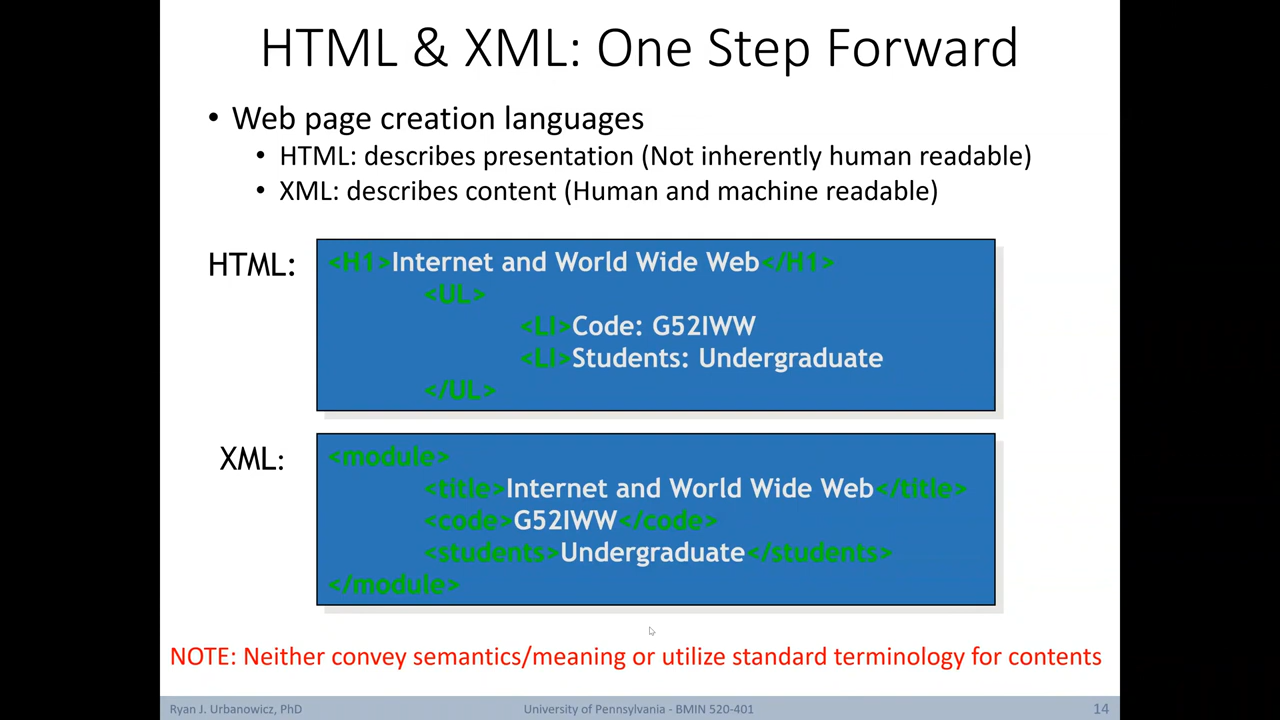 HTML & XML: One Step Forward
• Web page creation languages
• HTML: describes presentation (Not inherently human readable)
• XML: describes content (Human and machine readable)
HTML:
<H1>Internet and World Wide Web</H1>
<UL>
<LI>Code: G52IWW
<LI>Students: Undergraduate
</UL>
XML:
<module>
<title>Internet and World Wide Web</title>
<code>G52IWW</code>
<students>Undergraduate</students>
</module>
NOTE: Neither convey semantics/meaning or utilize standard terminology for contents
Ryan J. Urbanowicz, PhD
University of Pennsylvania - BMIN 520-401
14